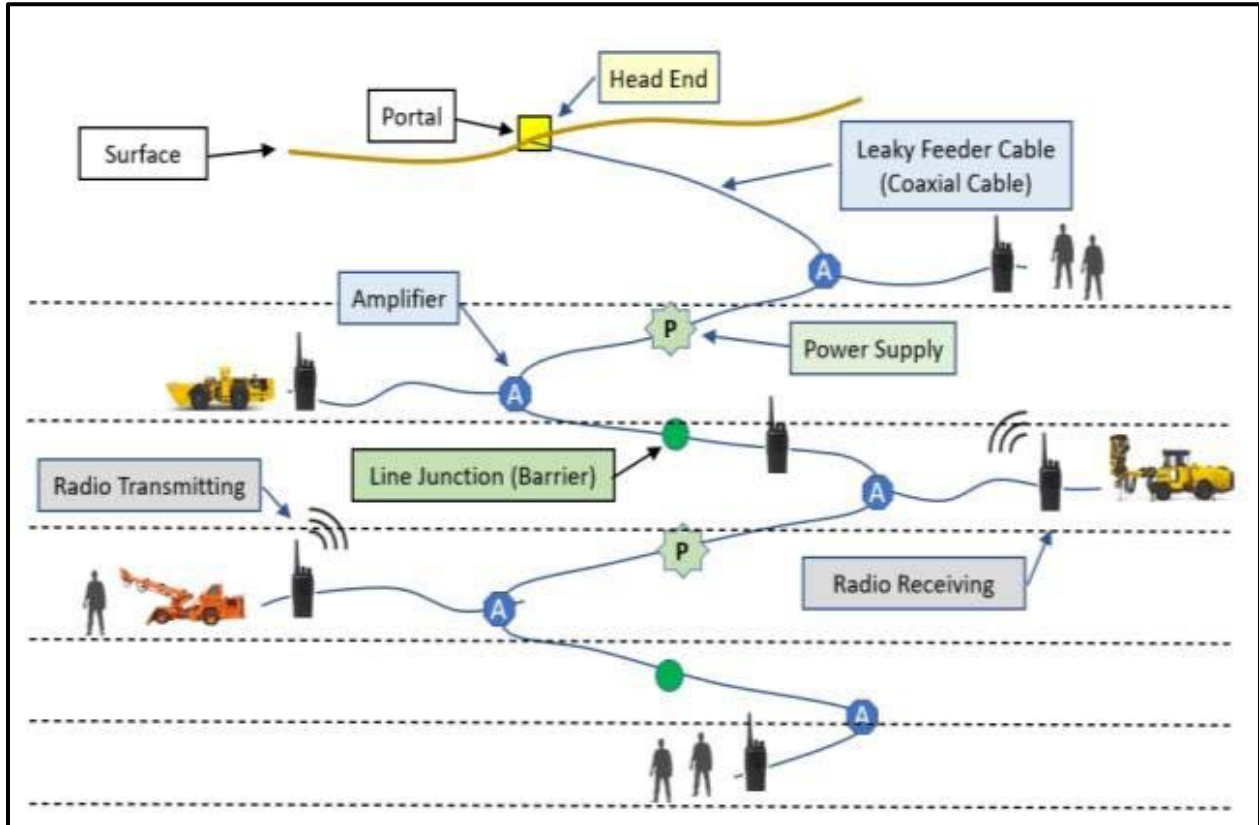 Head End
Portal
Surface
Leaky Feeder Cable
(Coaxial Cable)
A
Amplifier
P
Power Supply
A
Line Junction (Barrier)
Radio Transmitting
A
P
Radio Receiving
A
A